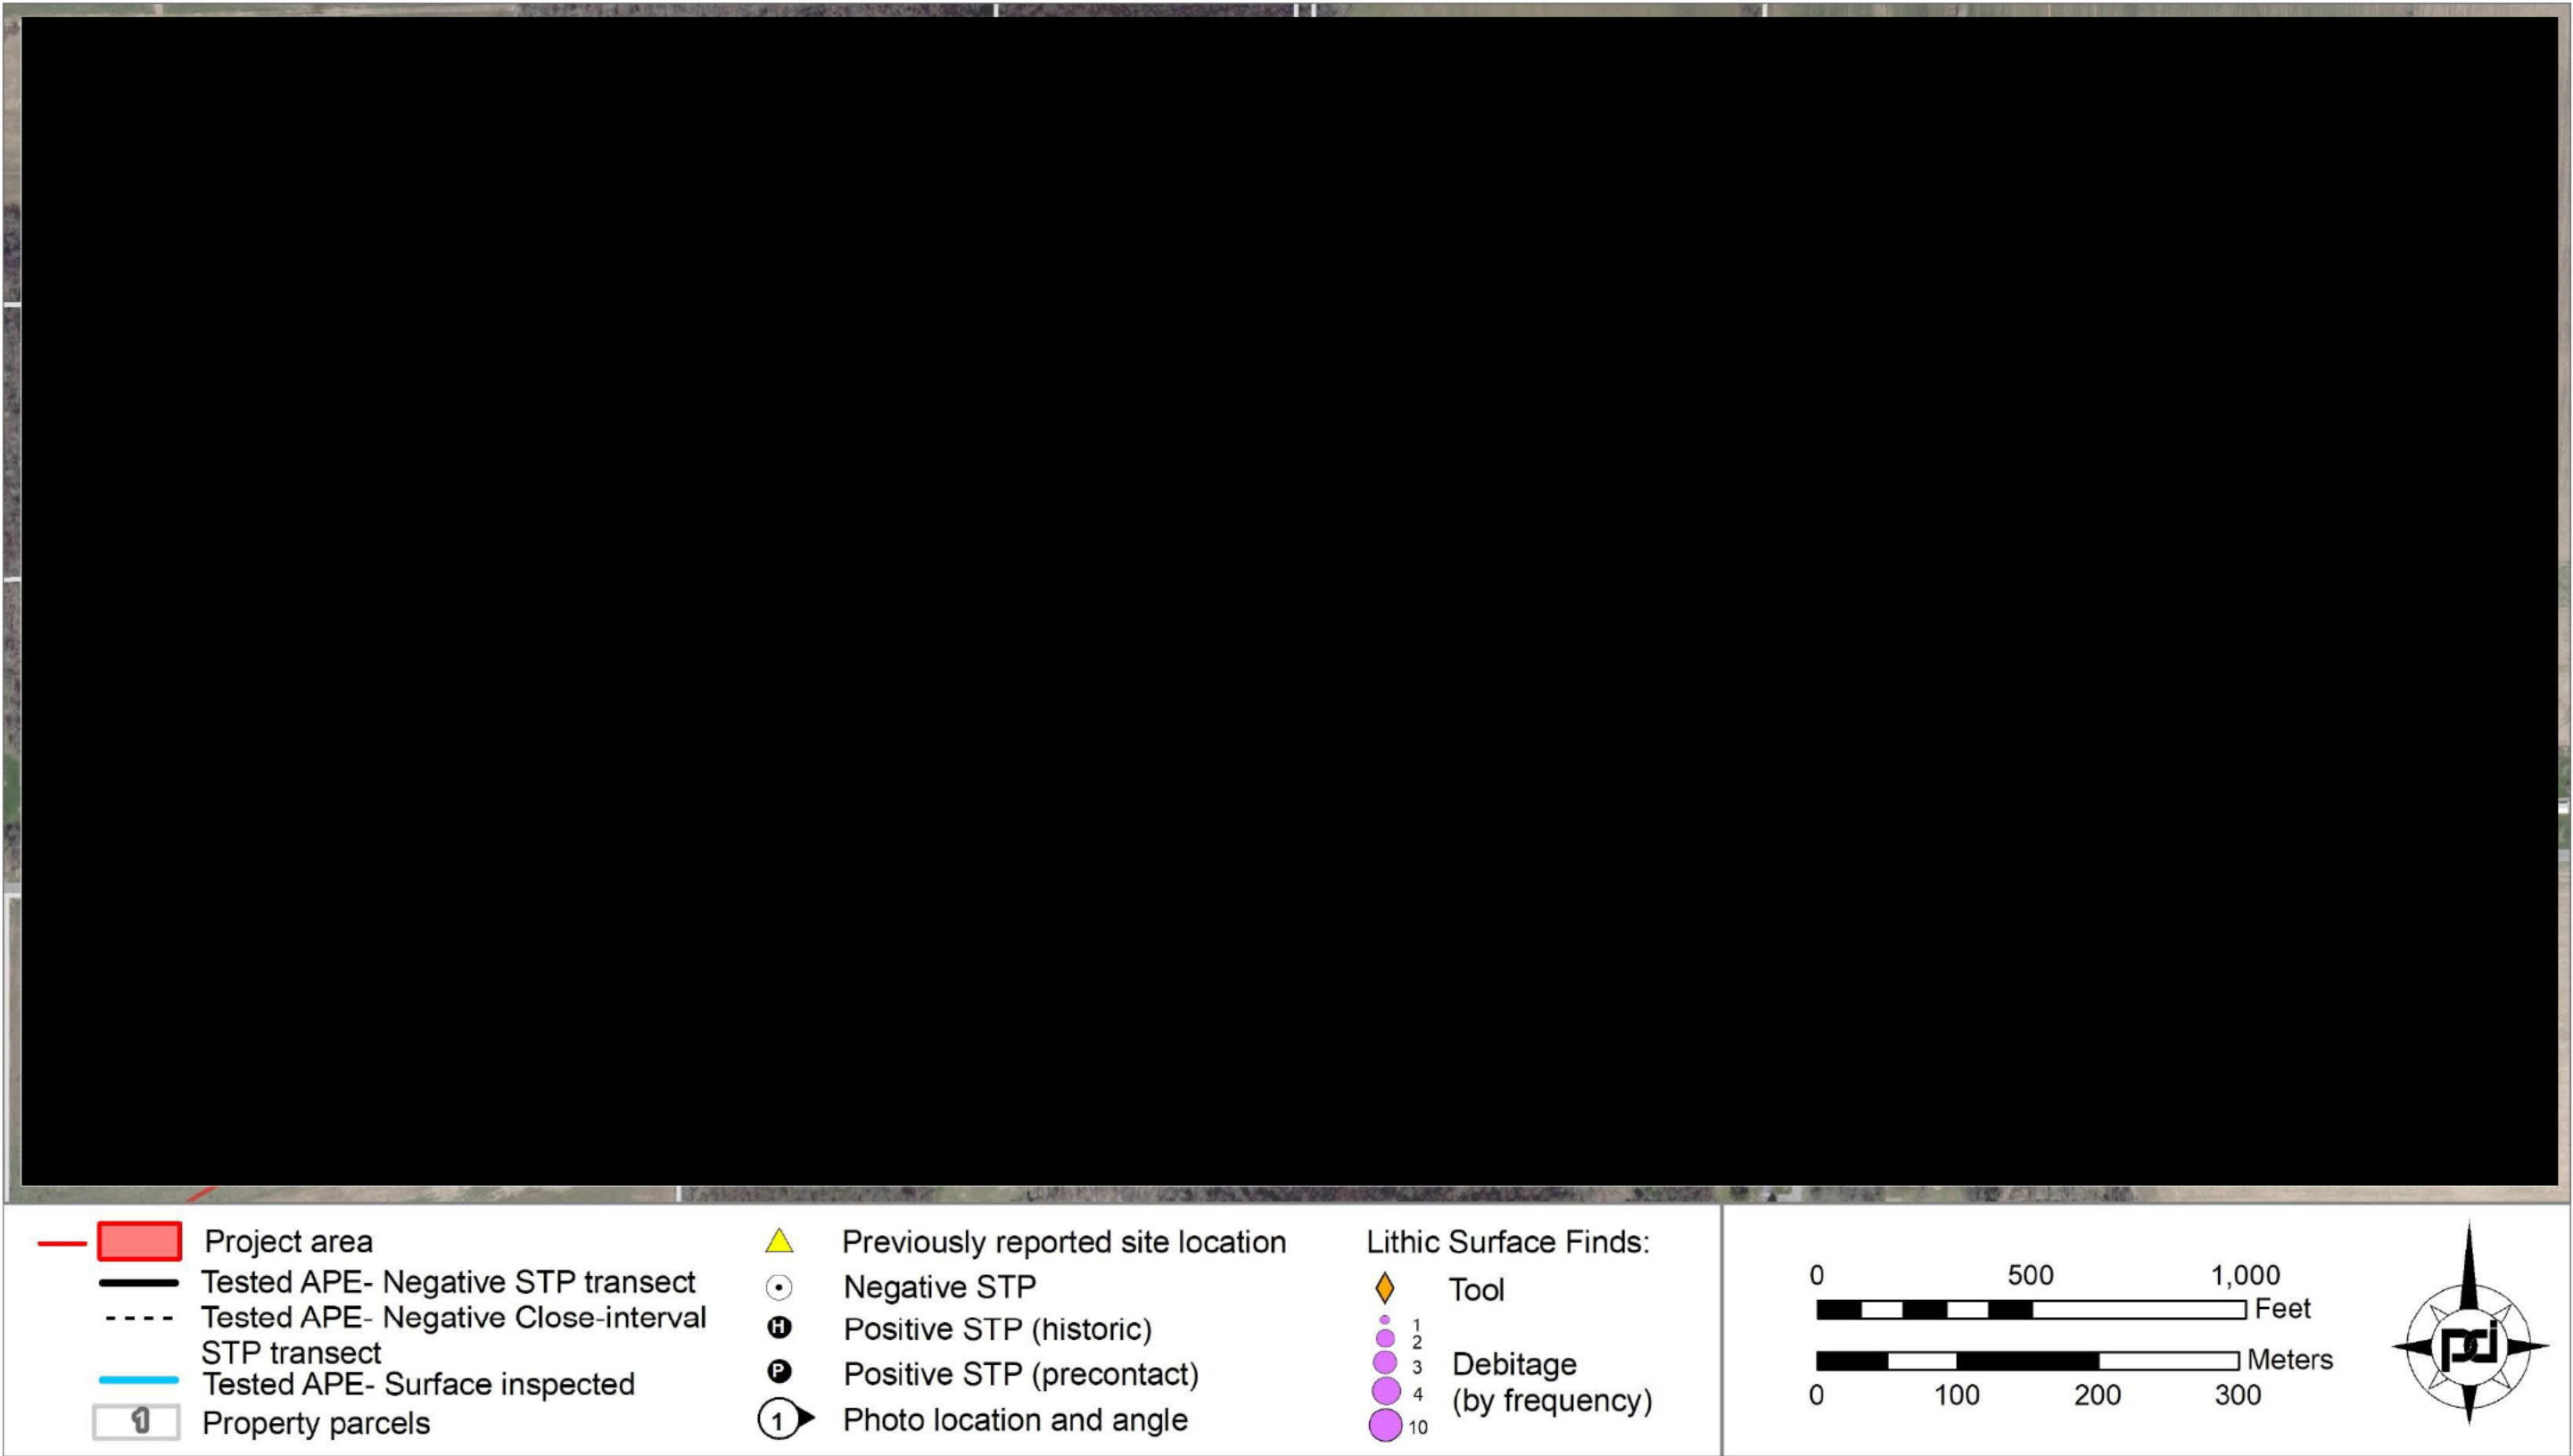 Project area
Tested APE- Negative STP transect
Tested APE- Negative Close-interval
STP transect
Tested APE- Surface inspected
1
Property parcels
Previously reported site location
Negative STP
H
Positive STP (historic)
P
Positive STP (precontact)
1
Photo location and angle
Lithic Surface Finds:
Tool
1
2
3
4
10
Debitage
(by frequency)
0 500 1,000
Feet
Meters
0 100 200 300
pci